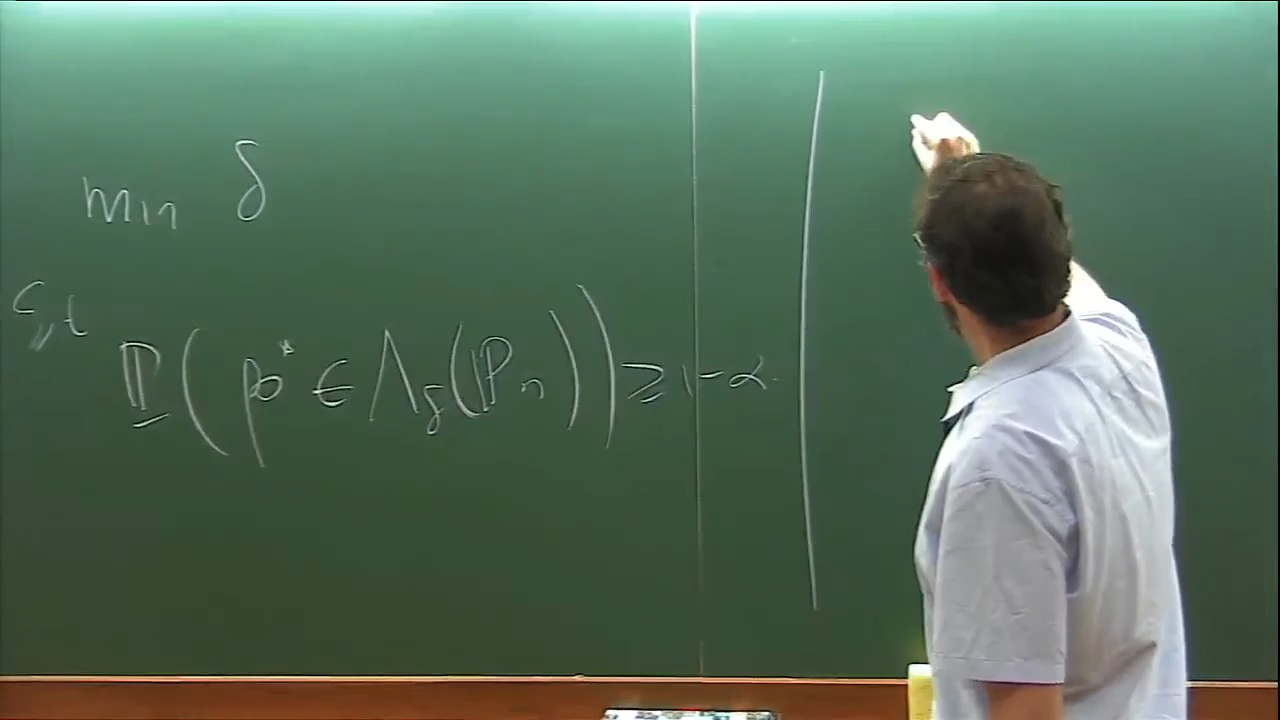 min δ
s,t
ℙ(β* ∈ Λ_δ(ℙ_n)) ≥ 1-α.